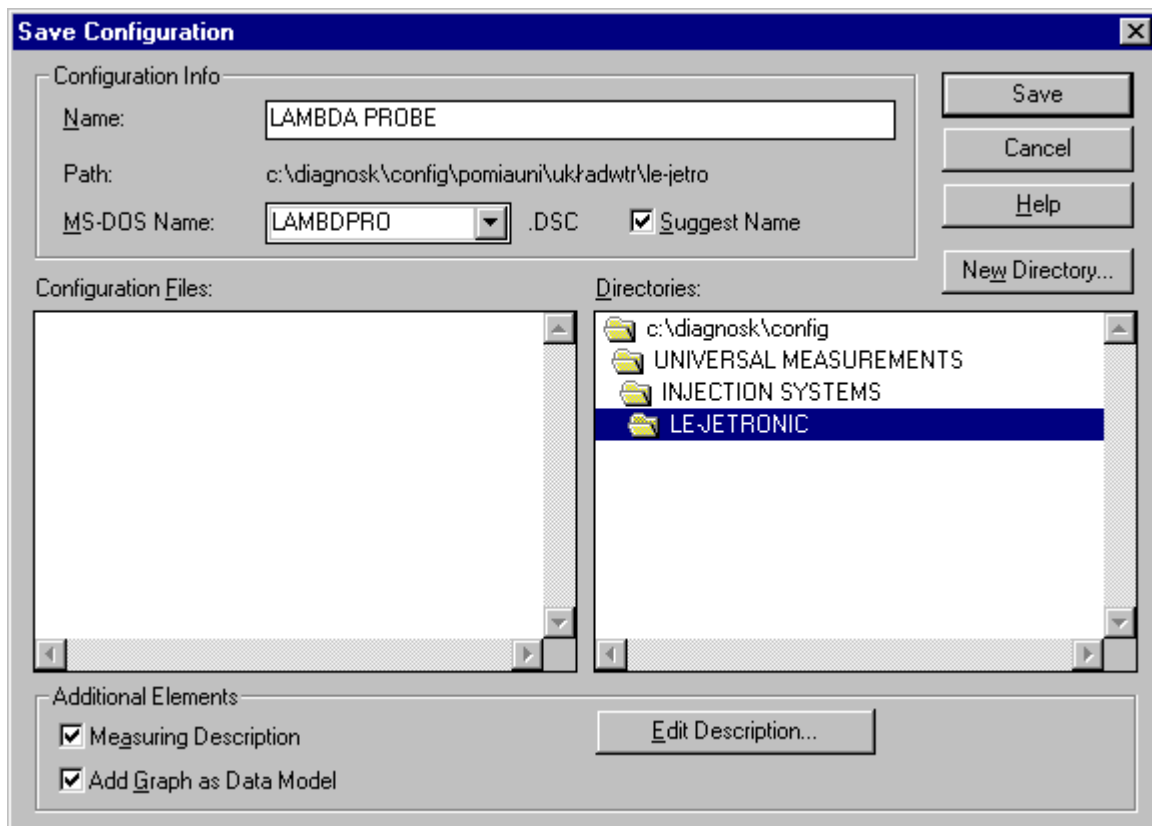 Save Configuration
Configuration Info
Name: LAMBDA PROBE
Path: c:\diagnosk\config\pomiauni\układwtr\le-jetro
MS-DOS Name: LAMBDPRO .DSC Suggest Name
Save
Cancel
Help
New Directory...
Configuration Files:
Directories:
c:\diagnosk\config
UNIVERSAL MEASUREMENTS
INJECTION SYSTEMS
LE-JETRONIC
Additional Elements
Measuring Description
Edit Description...
Add Graph as Data Model